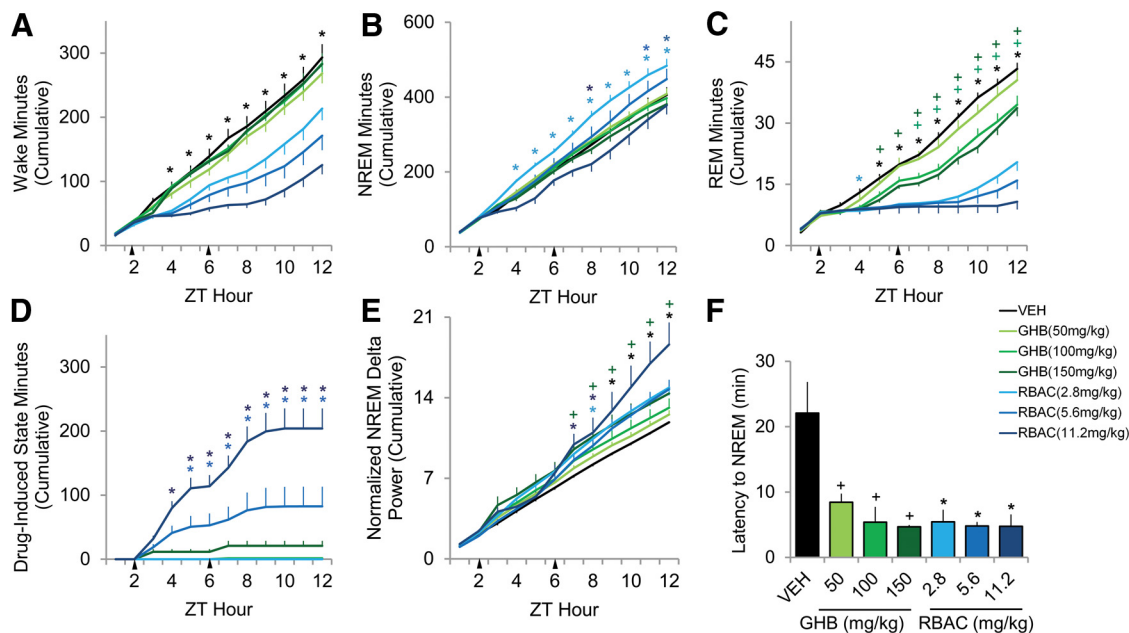 A
Wake Minutes
(Cumulative)
300
200
100
0
2 4 6 8 10 12
ZT Hour
* * * * * * * * *
B
NREM Minutes
(Cumulative)
600
400
200
0
2 4 6 8 10 12
ZT Hour
* *
* * * * * * * * *
C
REM Minutes
(Cumulative)
45
30
15
0
2 4 6 8 10 12
ZT Hour
+ + + + + + + +
+ + + + + +
* * * * * * * * *
D
Drug-Induced State Minutes
(Cumulative)
300
200
100
0
2 4 6 8 10 12
ZT Hour
* * * * * * * * *
* * * * * * * *
E
Normalized NREM Delta
Power (Cumulative)
21
14
7
0
2 4 6 8 10 12
ZT Hour
+ + + + + +
* * * * * *
*
F
VEH
GHB(50mg/kg)
GHB(100mg/kg)
GHB(150mg/kg)
RBAC(2.8mg/kg)
RBAC(5.6mg/kg)
RBAC(11.2mg/kg)
Latency to NREM (min)
30
20
10
0
+ + + * * *
VEH 50 100 150 2.8 5.6 11.2
GHB (mg/kg) RBAC (mg/kg)